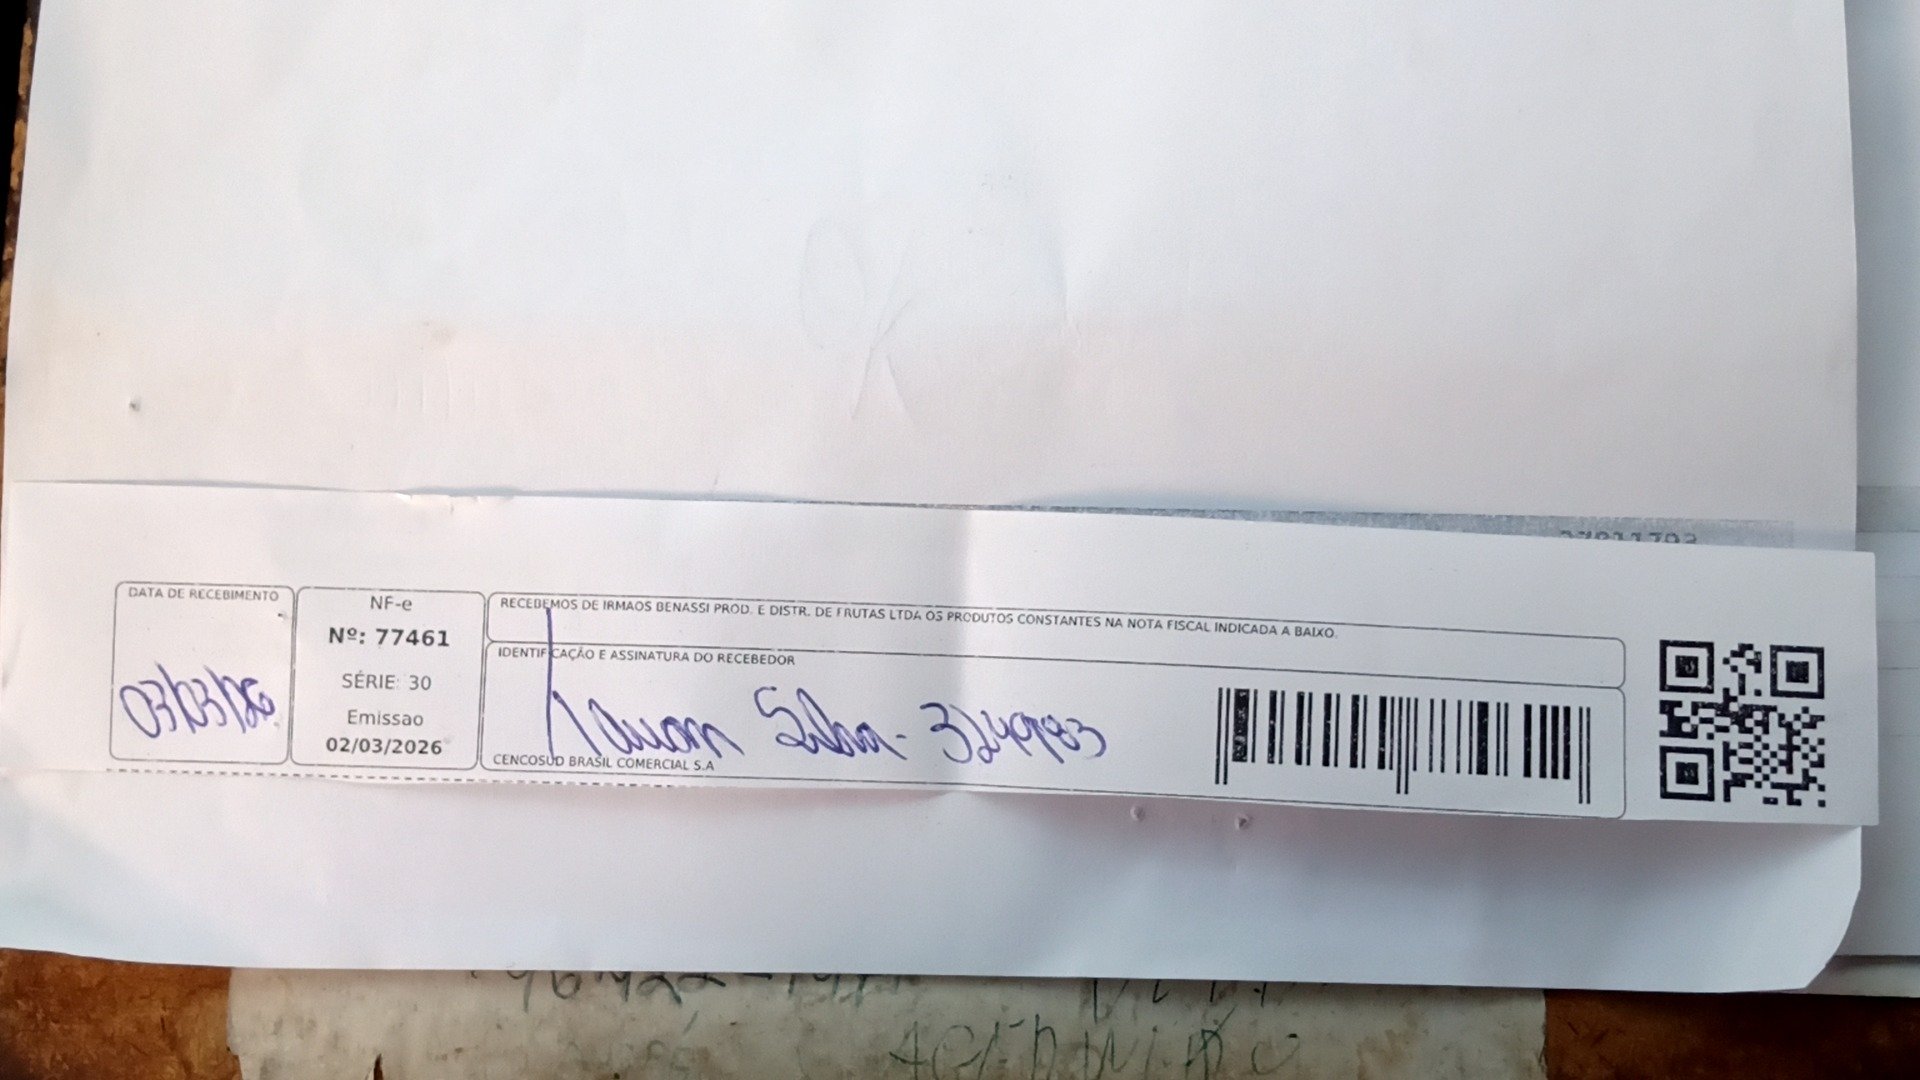 DATA DE RECEBIMENTO
03/03/26
NF-e
Nº: 77461
SÉRIE: 30
Emissao
02/03/2026
RECEBEMOS DE IRMAOS BENASSI PROD. E DISTR. DE FRUTAS LTDA OS PRODUTOS CONSTANTES NA NOTA FISCAL INDICADA A BAIXO.
IDENTIFICAÇÃO E ASSINATURA DO RECEBEDOR
Silva - 324983
CENCOSUD BRASIL COMERCIAL S.A